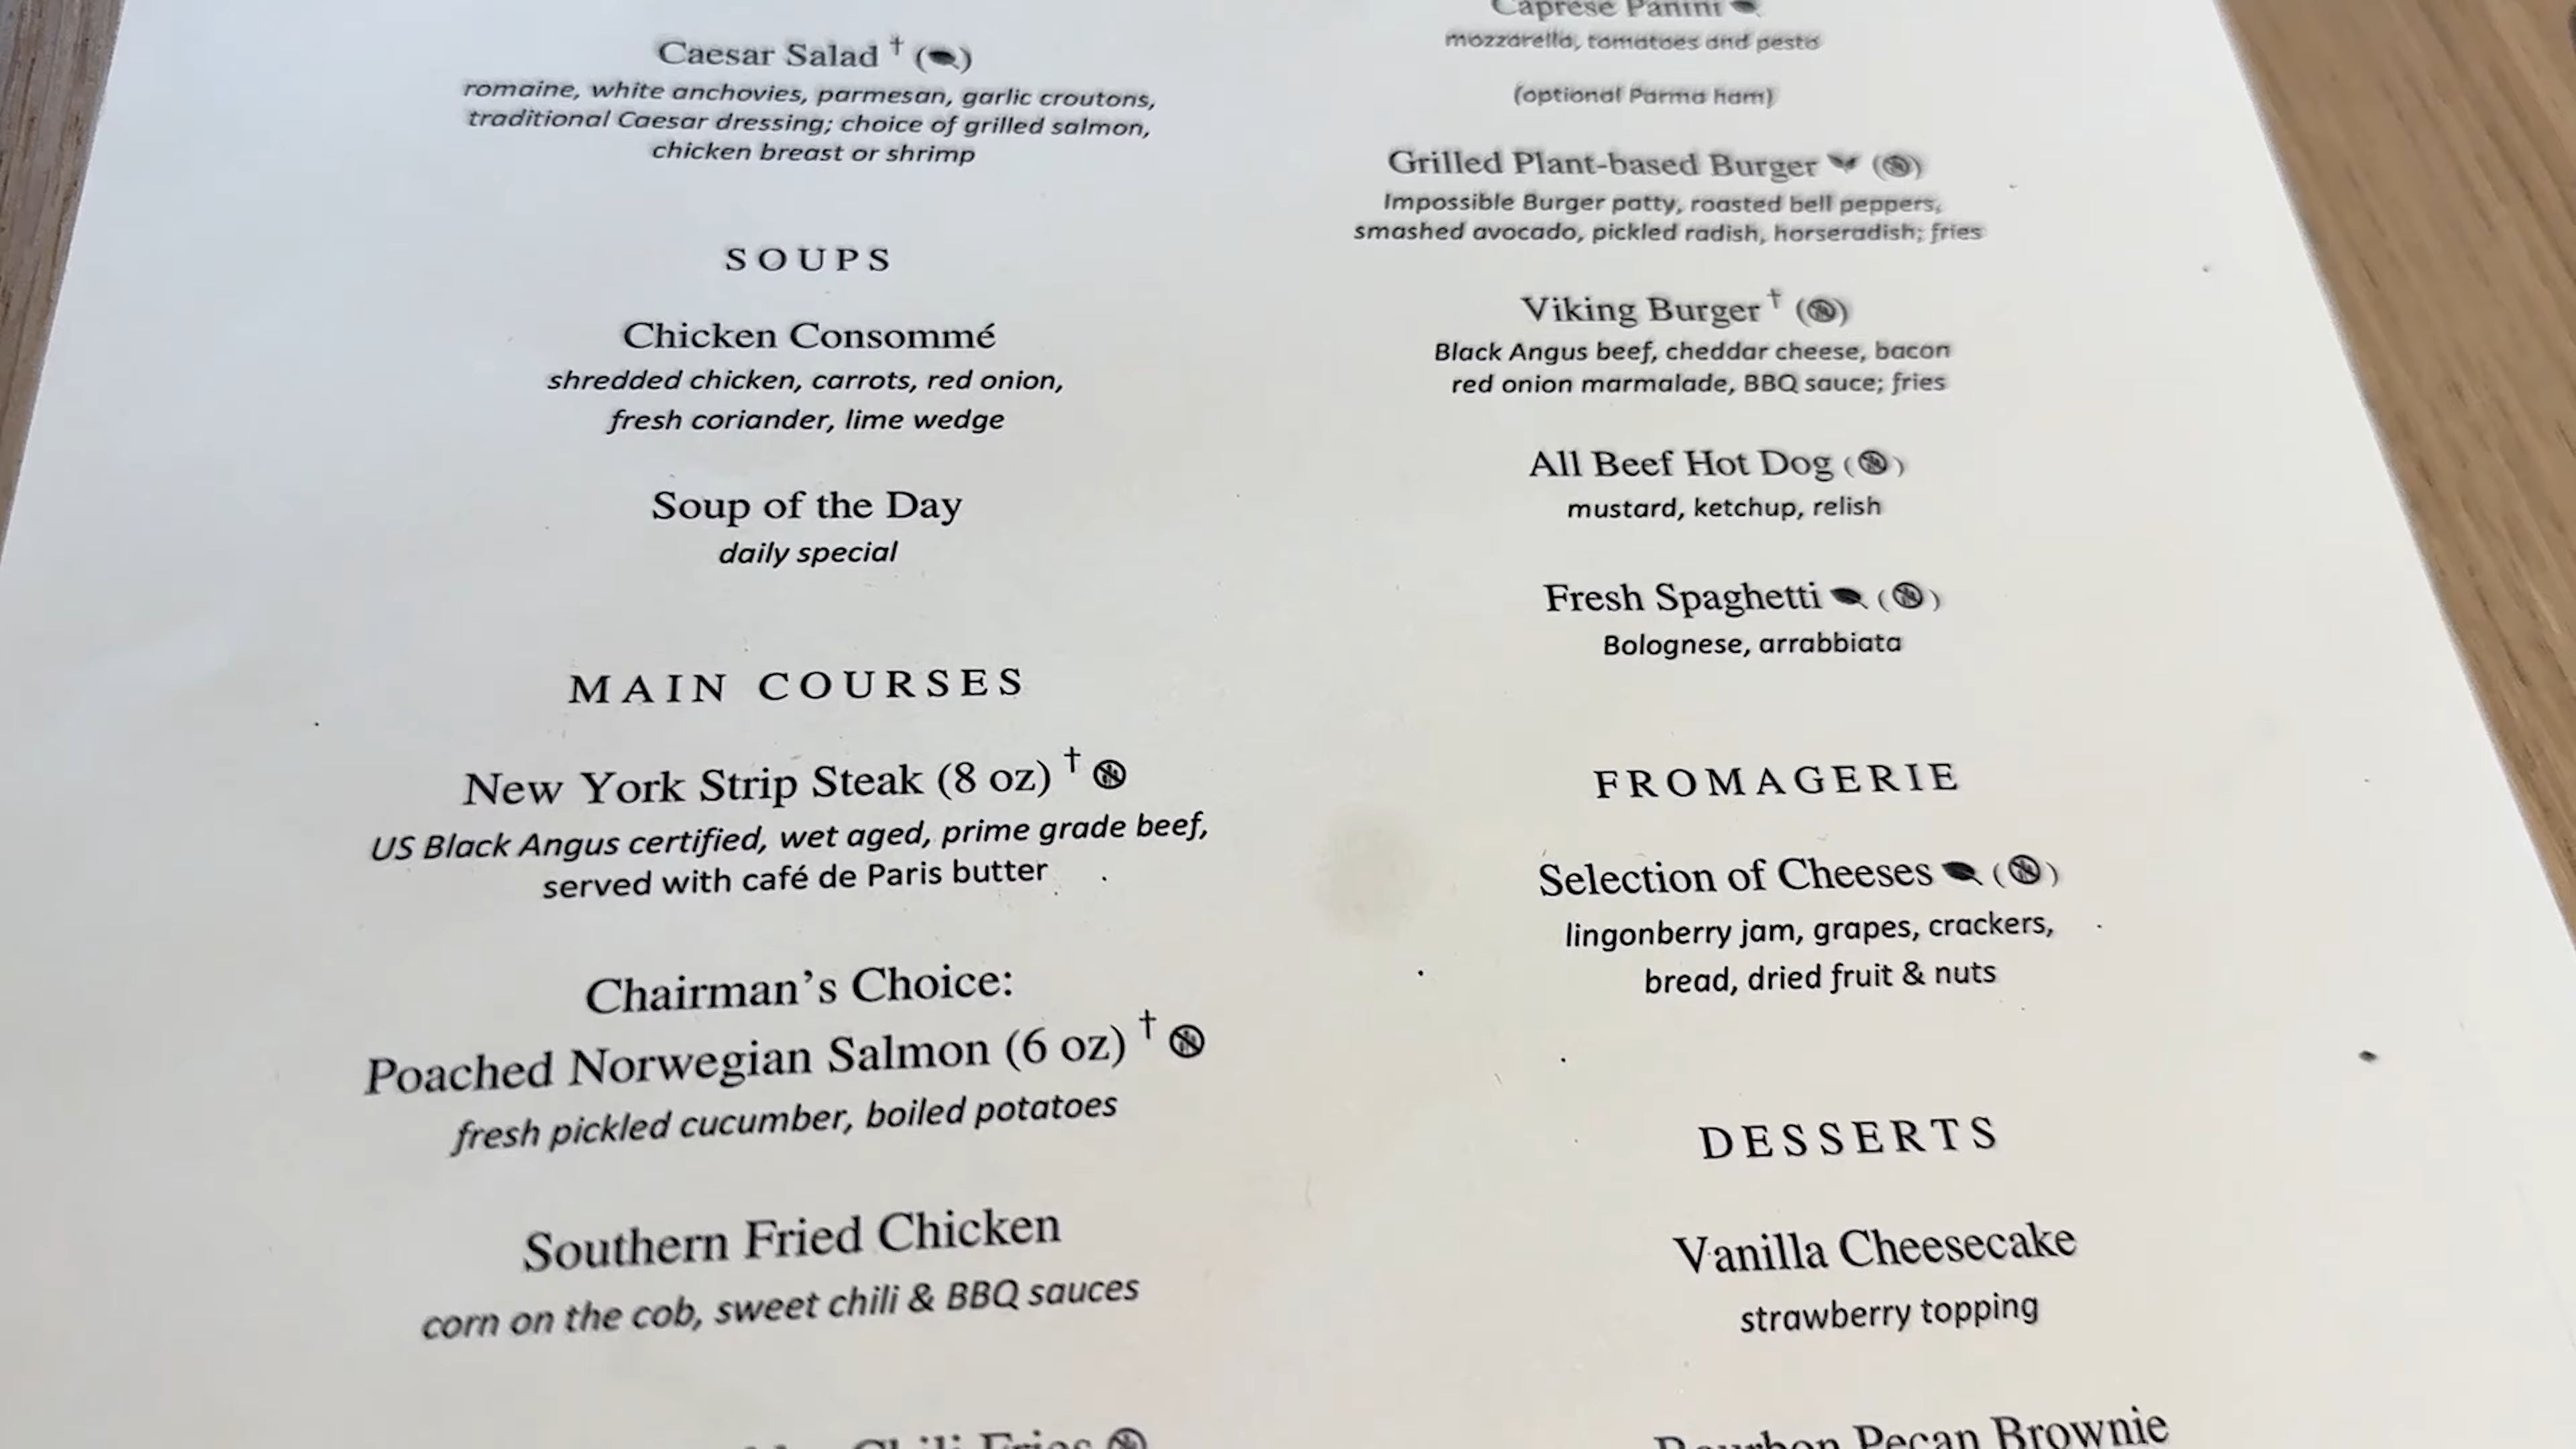 Caesar Salad † ()
romaine, white anchovies, parmesan, garlic croutons,
traditional Caesar dressing; choice of grilled salmon,
chicken breast or shrimp
SOUPS
Chicken Consommé
shredded chicken, carrots, red onion,
fresh coriander, lime wedge
Soup of the Day
daily special
MAIN COURSES
New York Strip Steak (8 oz) †
US Black Angus certified, wet aged, prime grade beef,
served with café de Paris butter
Chairman's Choice:
Poached Norwegian Salmon (6 oz) †
fresh pickled cucumber, boiled potatoes
Southern Fried Chicken
corn on the cob, sweet chili & BBQ sauces
Chili Fries
Caprese Panini
mozzarella, tomatoes and pesto
(optional Parma ham)
Grilled Plant-based Burger ()
Impossible Burger patty, roasted bell peppers,
smashed avocado, pickled radish, horseradish; fries
Viking Burger † ()
Black Angus beef, cheddar cheese, bacon
red onion marmalade, BBQ sauce; fries
All Beef Hot Dog ()
mustard, ketchup, relish
Fresh Spaghetti ()
Bolognese, arrabbiata
FROMAGERIE
Selection of Cheeses ()
lingonberry jam, grapes, crackers,
bread, dried fruit & nuts
DESSERTS
Vanilla Cheesecake
strawberry topping
Bourbon Pecan Brownie